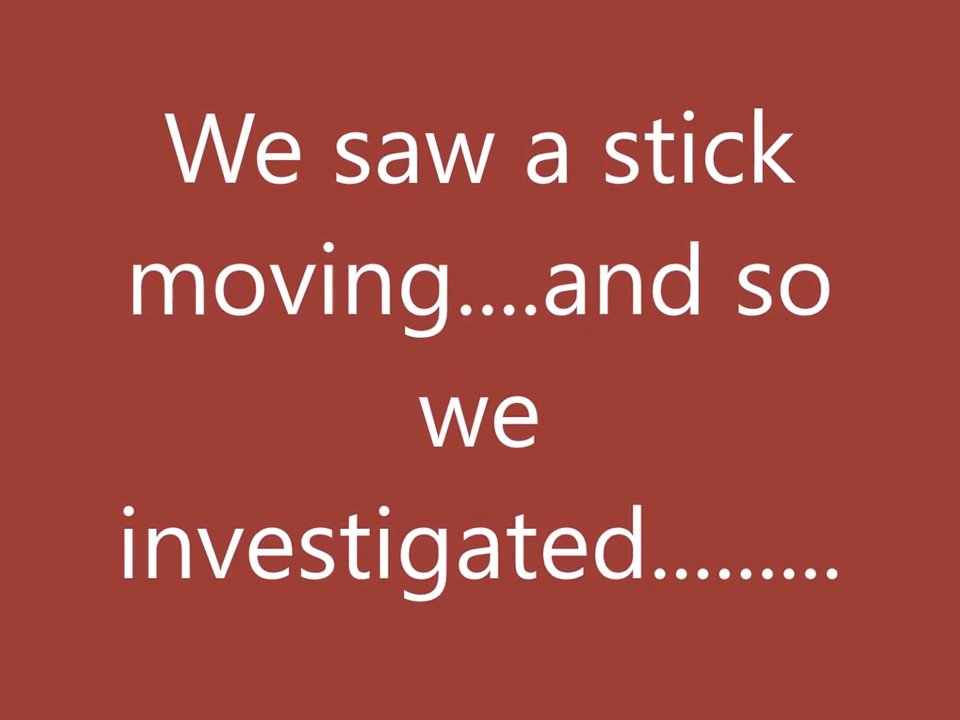 We saw a stick
moving....and so
we
investigated.........